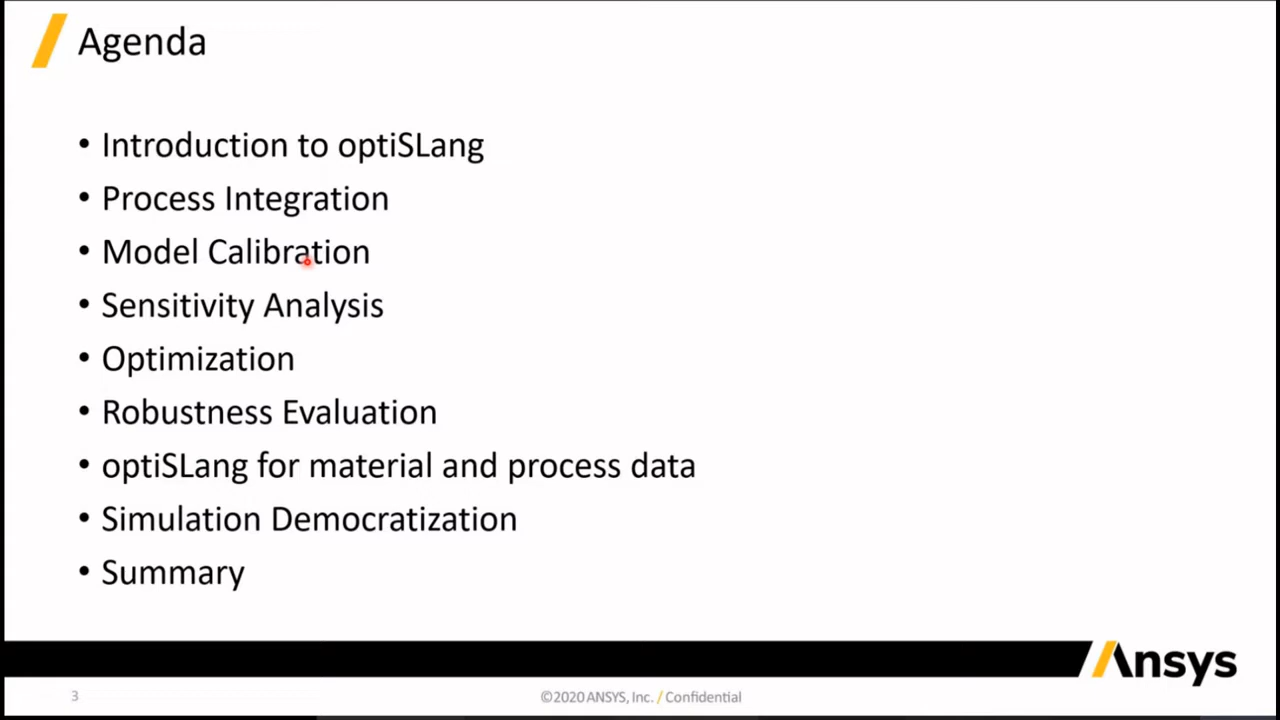 Agenda
• Introduction to optiSLang
• Process Integration
• Model Calibration
• Sensitivity Analysis
• Optimization
• Robustness Evaluation
• optiSLang for material and process data
• Simulation Democratization
• Summary
Ansys
3
©2020 ANSYS, Inc. / Confidential